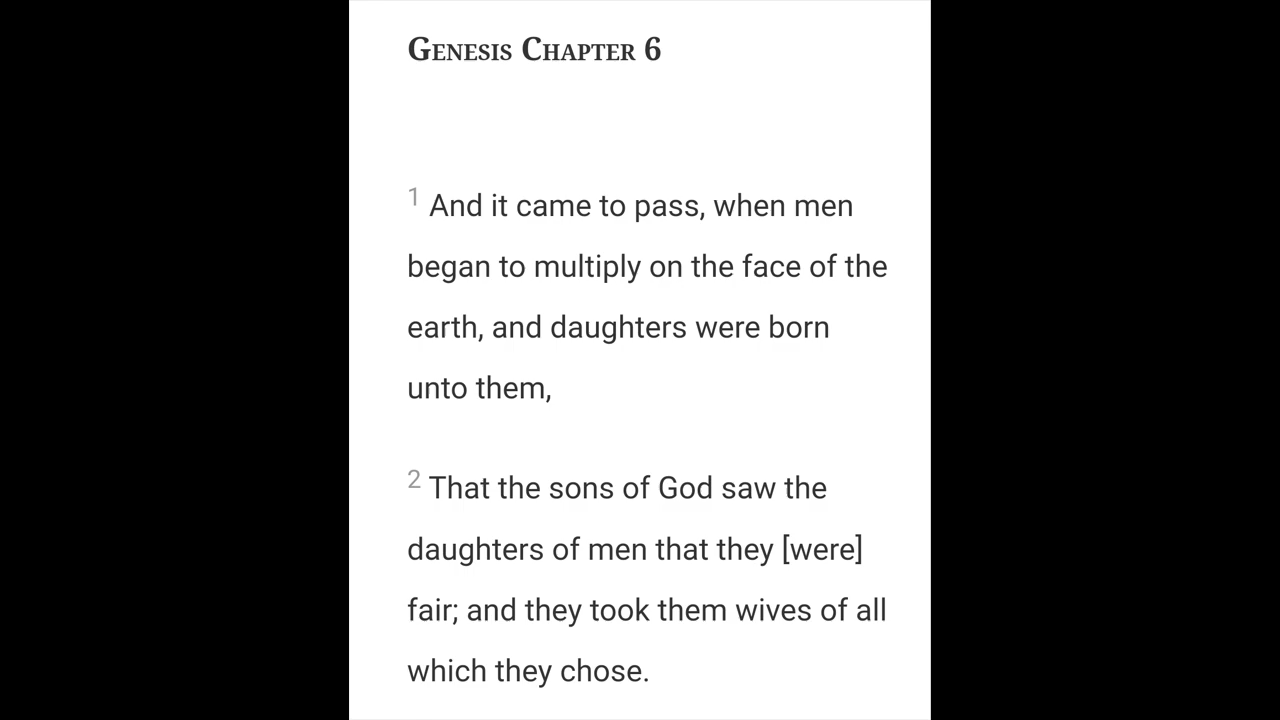 Genesis Chapter 6
1 And it came to pass, when men
began to multiply on the face of the
earth, and daughters were born
unto them,
2 That the sons of God saw the
daughters of men that they [were]
fair; and they took them wives of all
which they chose.